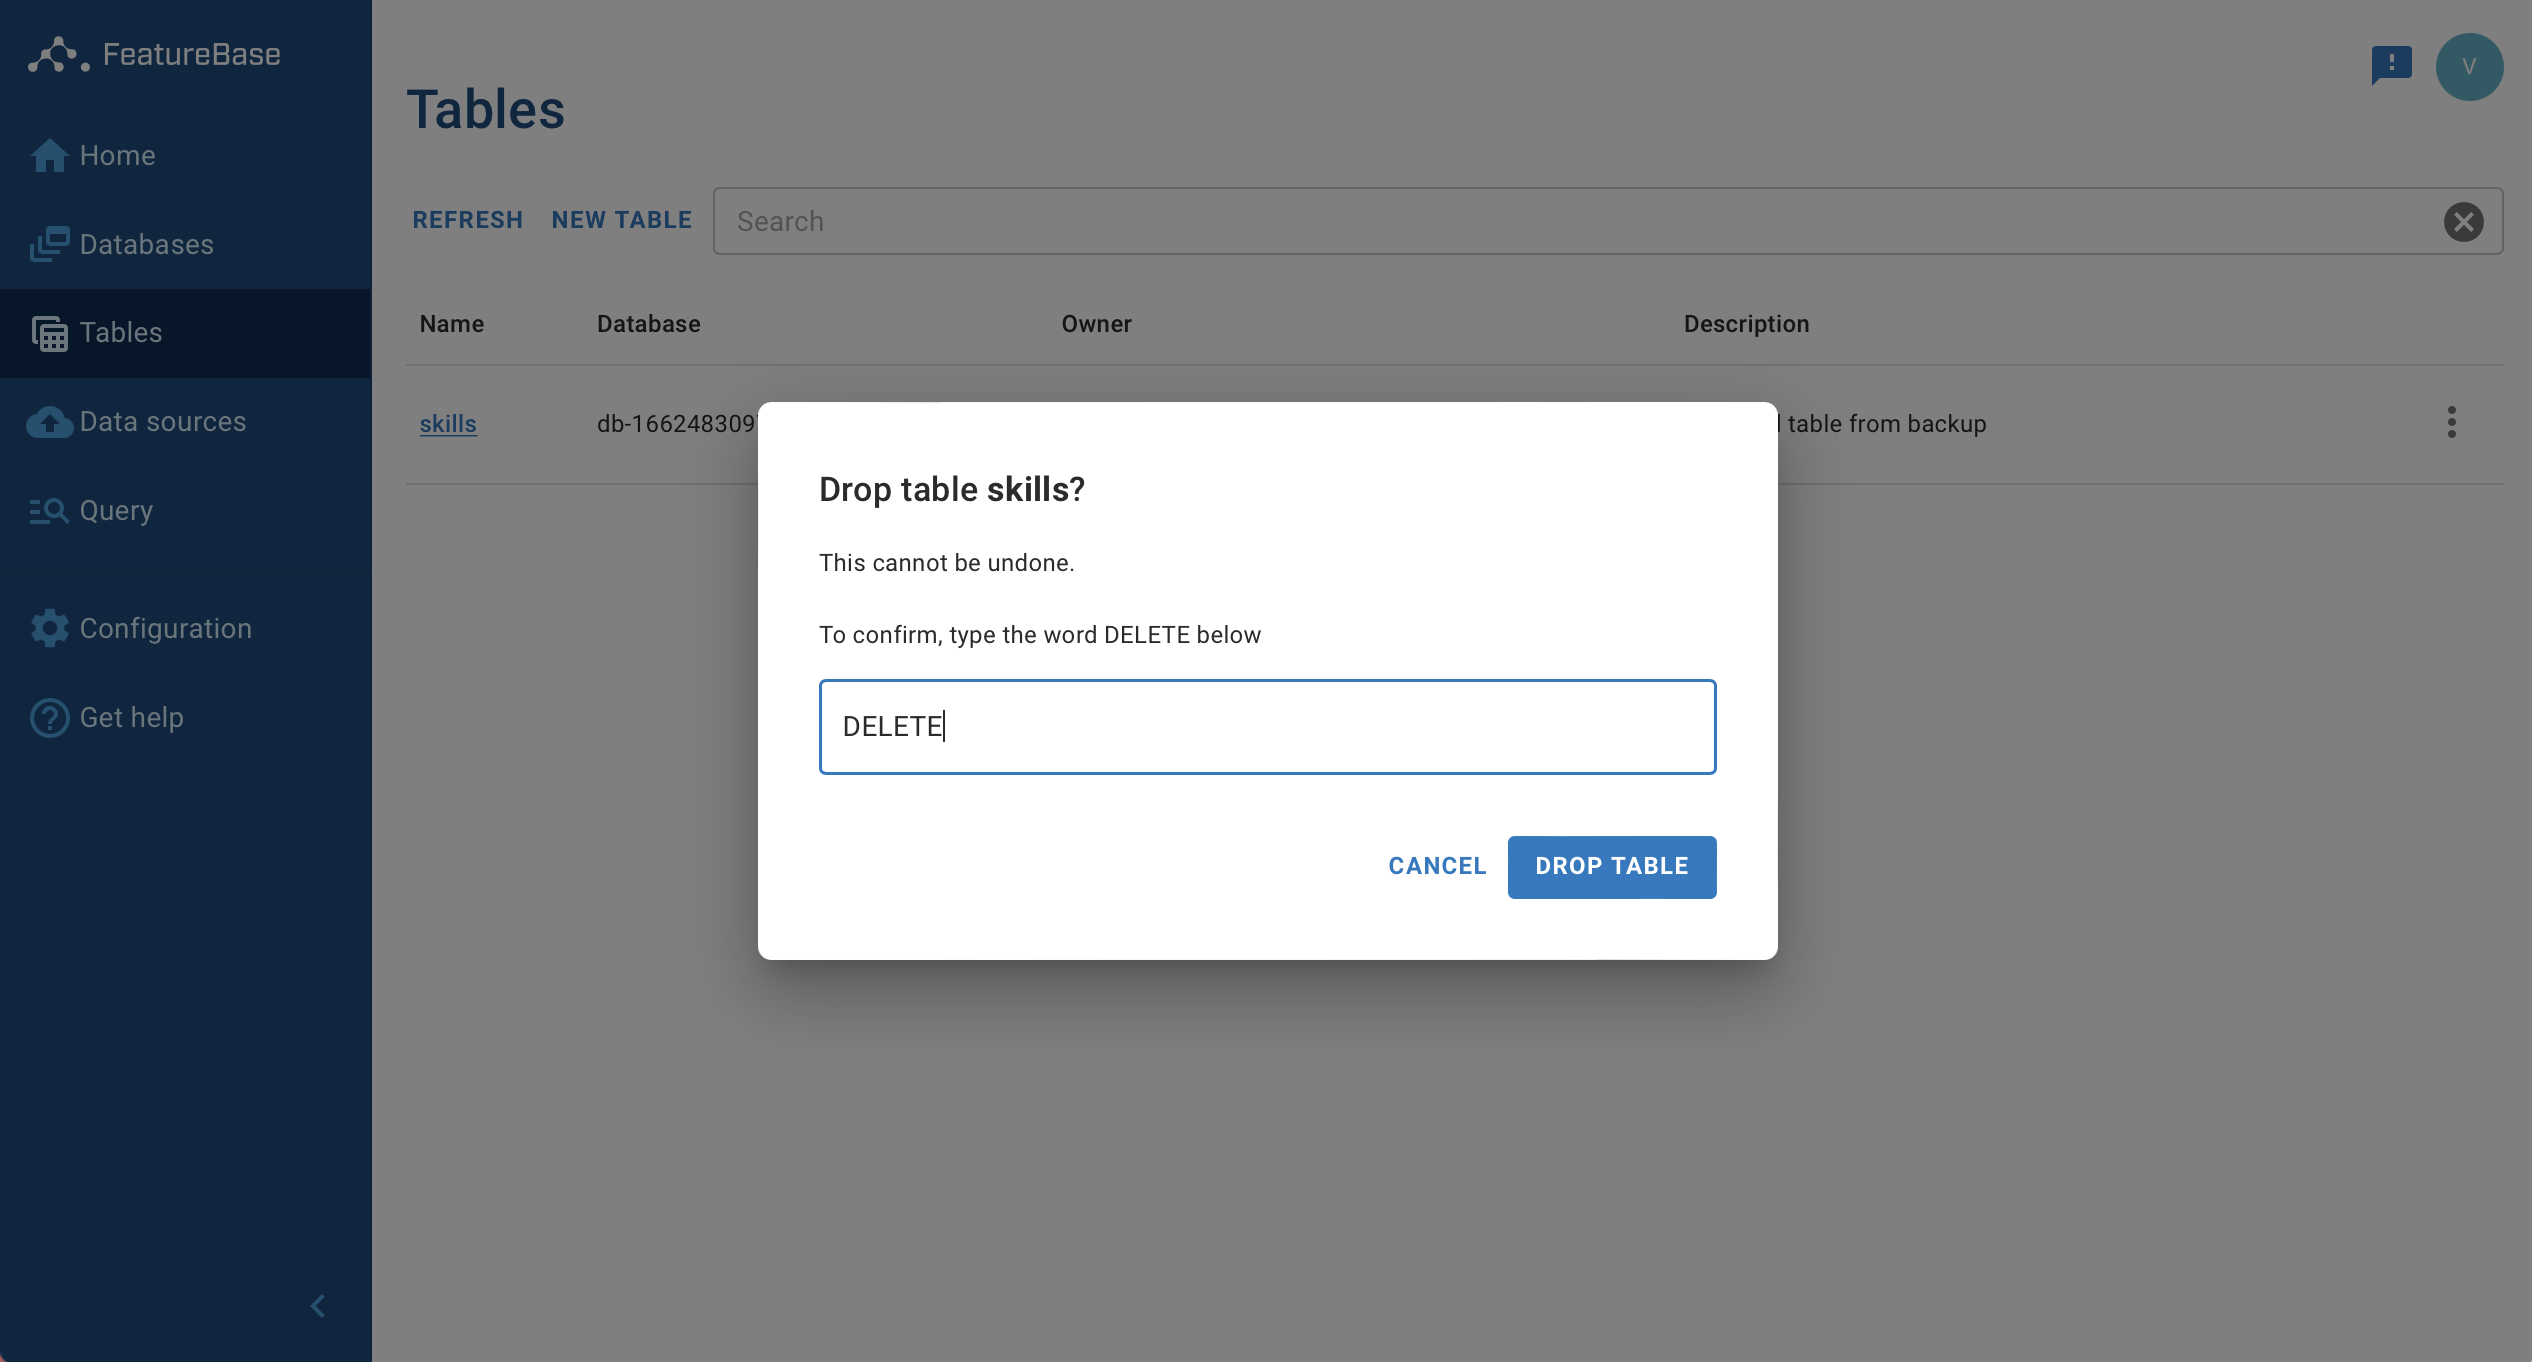 FeatureBase
Home
Databases
Tables
Data sources
Query
Configuration
Get help
Tables
V
REFRESH NEW TABLE Search
Name Database Owner Description
skills db-166248309 table from backup
Drop table skills?
This cannot be undone.
To confirm, type the word DELETE below
DELETE
CANCEL DROP TABLE